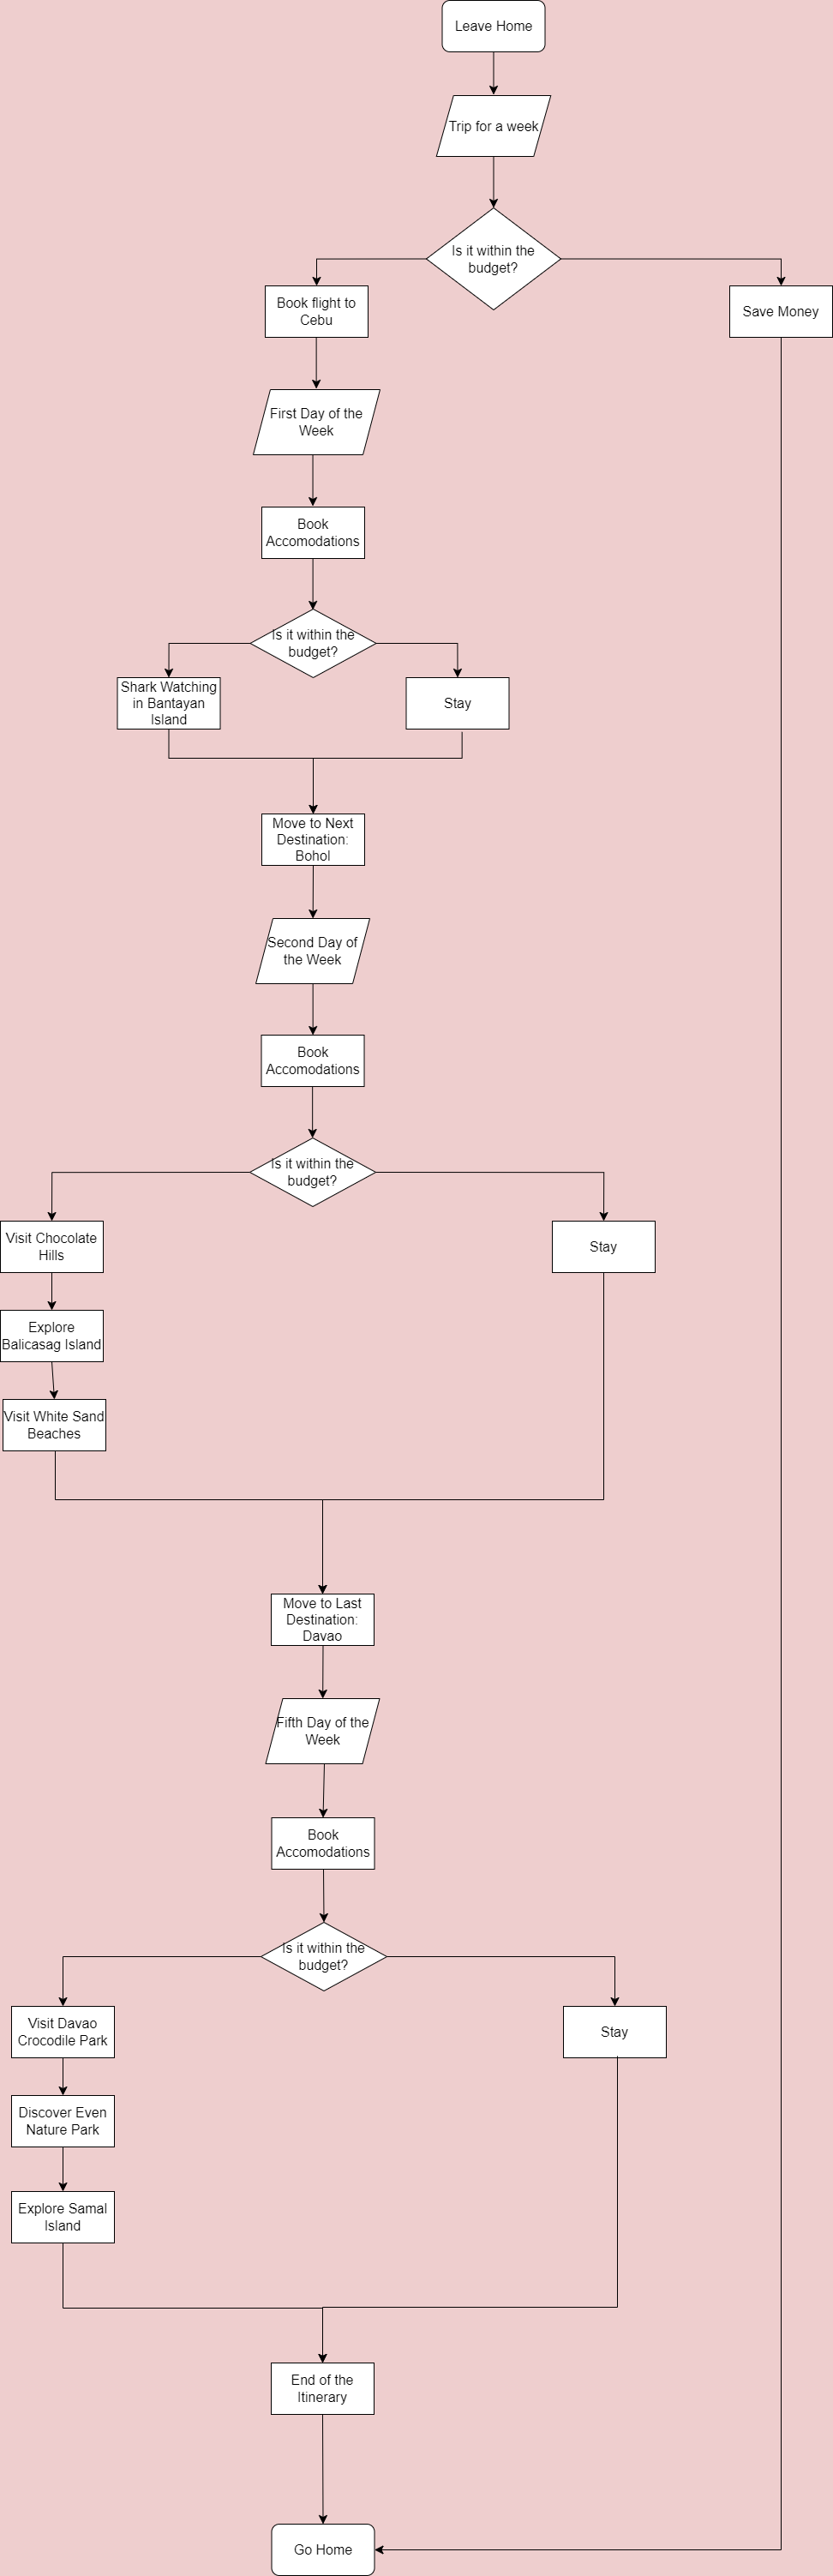 Leave Home
Trip for a week
Is it within the
budget?
Book flight to
Cebu
Save Money
First Day of the
Week
Book
Accomodations
Is it within the
budget?
Shark Watching
in Bantayan
Island
Stay
Move to Next
Destination:
Bohol
Second Day of
the Week
Book
Accomodations
Is it within the
budget?
Visit Chocolate
Hills
Stay
Explore
Balicasag Island
Visit White Sand
Beaches
Move to Last
Destination:
Davao
Fifth Day of the
Week
Book
Accomodations
Is it within the
budget?
Visit Davao
Crocodile Park
Stay
Discover Even
Nature Park
Explore Samal
Island
End of the
Itinerary
Go Home